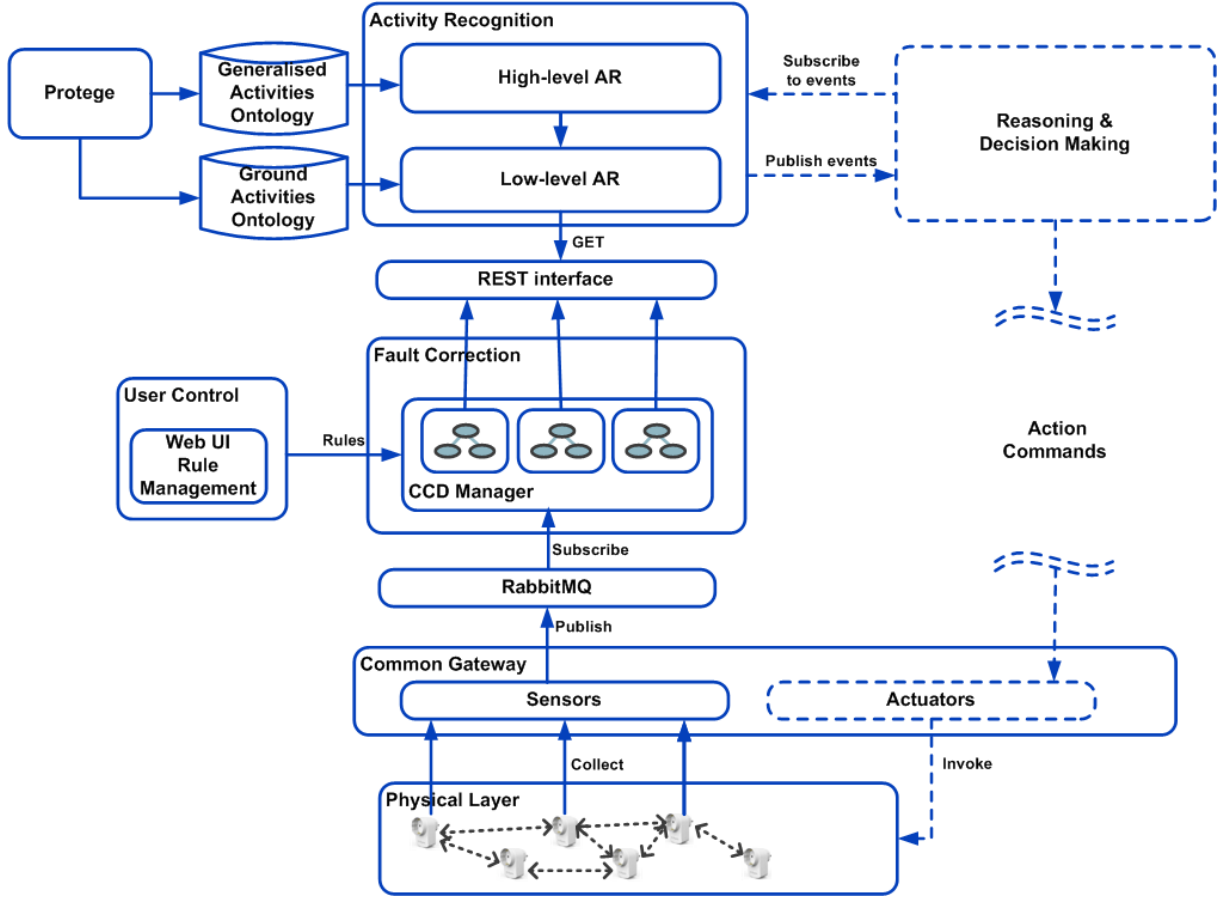 Activity Recognition
Protege
Generalised
Activities
Ontology
High-level AR
Subscribe
to events
Reasoning &
Decision Making
Ground
Activities
Ontology
Low-level AR
Publish events
GET
REST interface
Fault Correction
User Control
Web UI
Rule
Management
Rules
CCD Manager
Action
Commands
Subscribe
RabbitMQ
Publish
Common Gateway
Sensors
Actuators
Collect
Invoke
Physical Layer